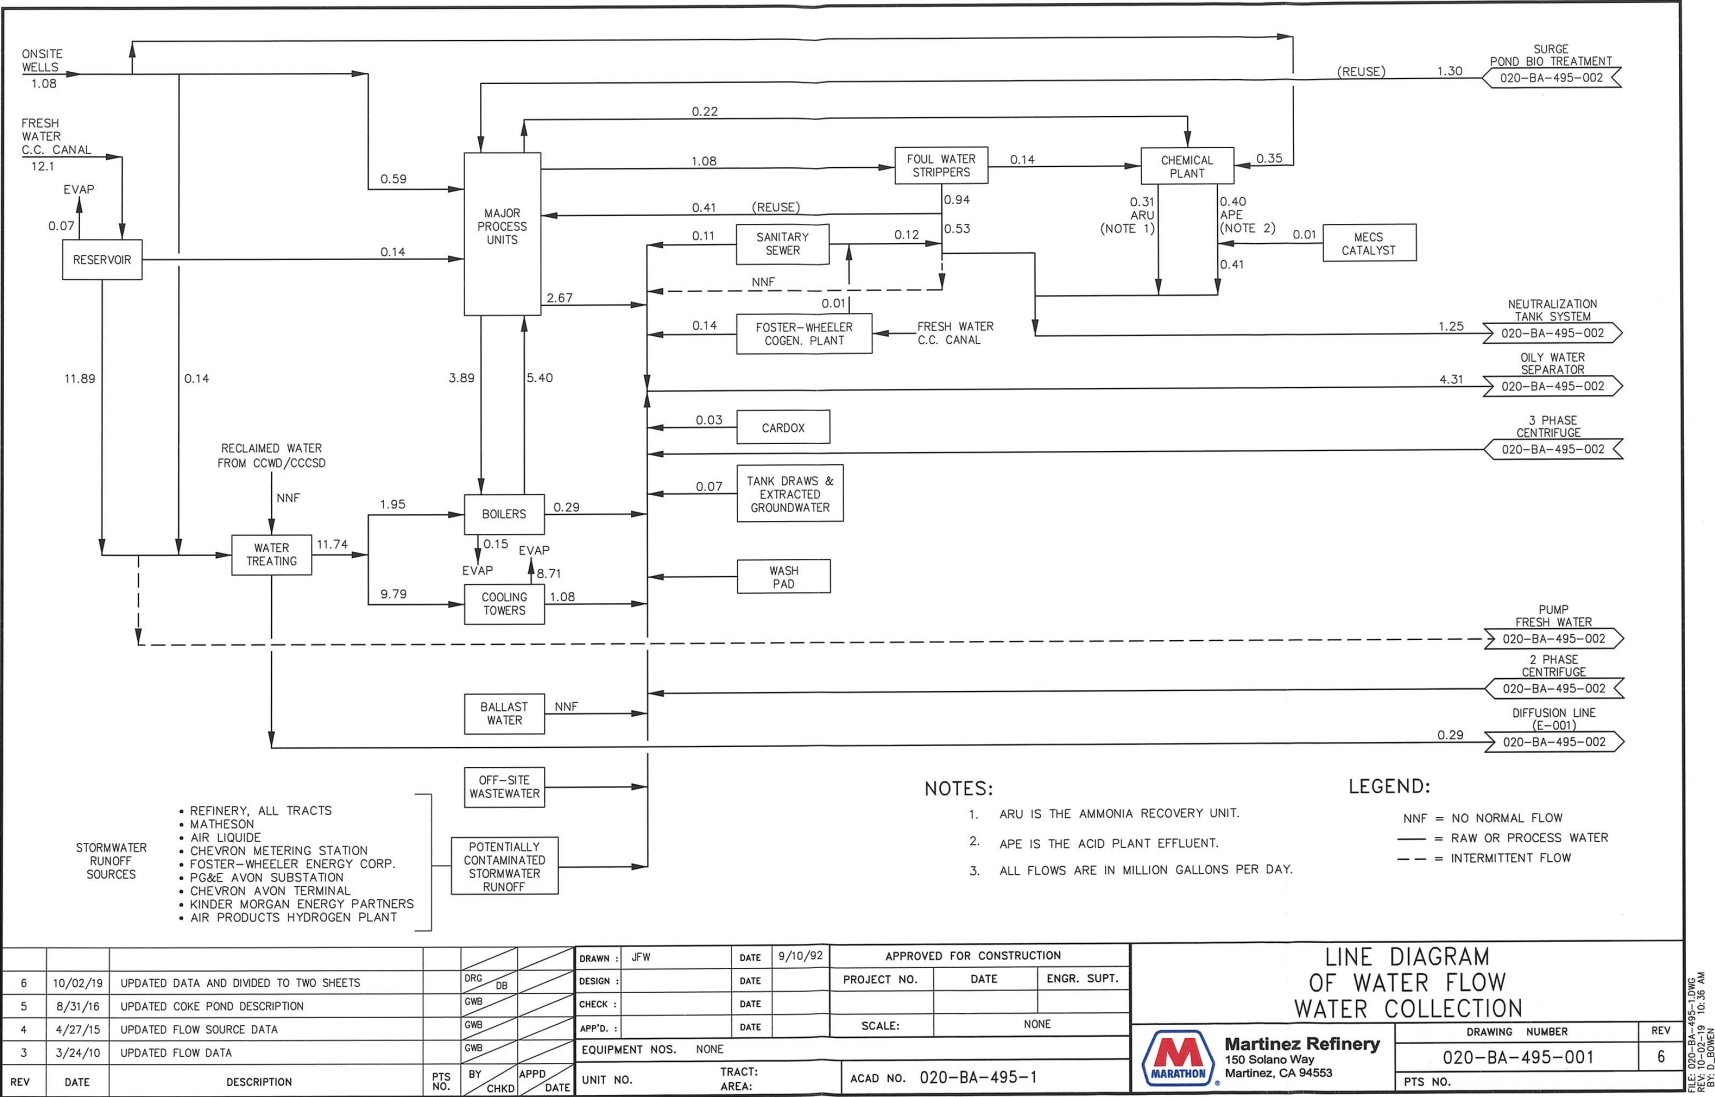 ONSITE
WELLS
1.08
FRESH
WATER
C.C. CANAL
12.1
EVAP
0.07
RESERVOIR
0.59
0.14
11.89
0.14
RECLAIMED WATER
FROM CCWD/CCCSD
NNF
WATER
TREATING
11.74
1.95
9.79
MAJOR
PROCESS
UNITS
0.22
1.08
0.41 (REUSE)
2.67
3.89
5.40
BOILERS
0.29
0.15
EVAP
EVAP
8.71
COOLING
TOWERS
1.08
FOUL WATER
STRIPPERS
0.14
0.94
0.53
CHEMICAL
PLANT
0.35
0.31
ARU
(NOTE 1)
0.40
APE
(NOTE 2)
0.01
MECS
CATALYST
0.41
0.11
SANITARY
SEWER
0.12
NNF
0.01
0.14
FOSTER-WHEELER
COGEN. PLANT
FRESH WATER
C.C. CANAL
0.03
CARDOX
0.07
TANK DRAWS &
EXTRACTED
GROUNDWATER
WASH
PAD
BALLAST
WATER
NNF
OFF-SITE
WASTEWATER
POTENTIALLY
CONTAMINATED
STORMWATER
RUNOFF
STORMWATER
RUNOFF
SOURCES
• REFINERY, ALL TRACTS
• MATHESON
• AIR LIQUIDE
• CHEVRON METERING STATION
• FOSTER-WHEELER ENERGY CORP.
• PG&E AVON SUBSTATION
• CHEVRON AVON TERMINAL
• KINDER MORGAN ENERGY PARTNERS
• AIR PRODUCTS HYDROGEN PLANT
(REUSE)
1.30
SURGE
POND BIO TREATMENT
020-BA-495-002
1.25
NEUTRALIZATION
TANK SYSTEM
020-BA-495-002
4.31
OILY WATER
SEPARATOR
020-BA-495-002
3 PHASE
CENTRIFUGE
020-BA-495-002
PUMP
FRESH WATER
020-BA-495-002
2 PHASE
CENTRIFUGE
020-BA-495-002
0.29
DIFFUSION LINE
(E-001)
020-BA-495-002
NOTES:
1. ARU IS THE AMMONIA RECOVERY UNIT.
2. APE IS THE ACID PLANT EFFLUENT.
3. ALL FLOWS ARE IN MILLION GALLONS PER DAY.
LEGEND:
NNF = NO NORMAL FLOW
= RAW OR PROCESS WATER
= INTERMITTENT FLOW
6 10/02/19 UPDATED DATA AND DIVIDED TO TWO SHEETS DRG DB
5 8/31/16 UPDATED COKE POND DESCRIPTION GWB
4 4/27/15 UPDATED FLOW SOURCE DATA GWB
3 3/24/10 UPDATED FLOW DATA GWB
REV DATE DESCRIPTION PTS NO. BY CHKD APPD DATE
DRAWN : JFW DATE 9/10/92
DESIGN : DATE
CHECK : DATE
APP'D. : DATE
EQUIPMENT NOS. NONE
UNIT NO. TRACT: AREA:
APPROVED FOR CONSTRUCTION
PROJECT NO. DATE ENGR. SUPT.
SCALE: NONE
ACAD NO. 020-BA-495-1
LINE DIAGRAM
OF WATER FLOW
WATER COLLECTION
MARATHON
Martinez Refinery
150 Solano Way
Martinez, CA 94553
DRAWING NUMBER REV
020-BA-495-001 6
PTS NO.
FILE: 020-BA-495-1.DWG
REV: 10-02-19 10:36 AM
BY: D_BOWEN